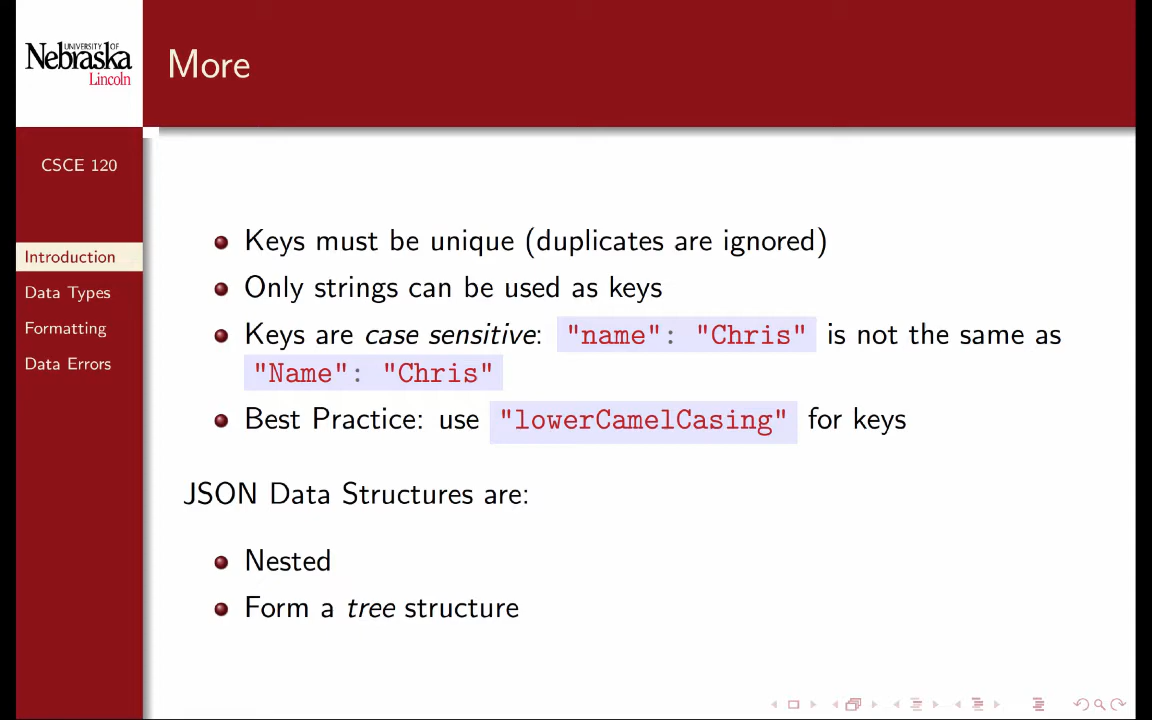 UNIVERSITY OF
Nebraska
Lincoln
More
CSCE 120
Introduction
Data Types
Formatting
Data Errors
Keys must be unique (duplicates are ignored)
Only strings can be used as keys
Keys are case sensitive: "name": "Chris" is not the same as
"Name": "Chris"
Best Practice: use "lowerCamelCasing" for keys
JSON Data Structures are:
Nested
Form a tree structure